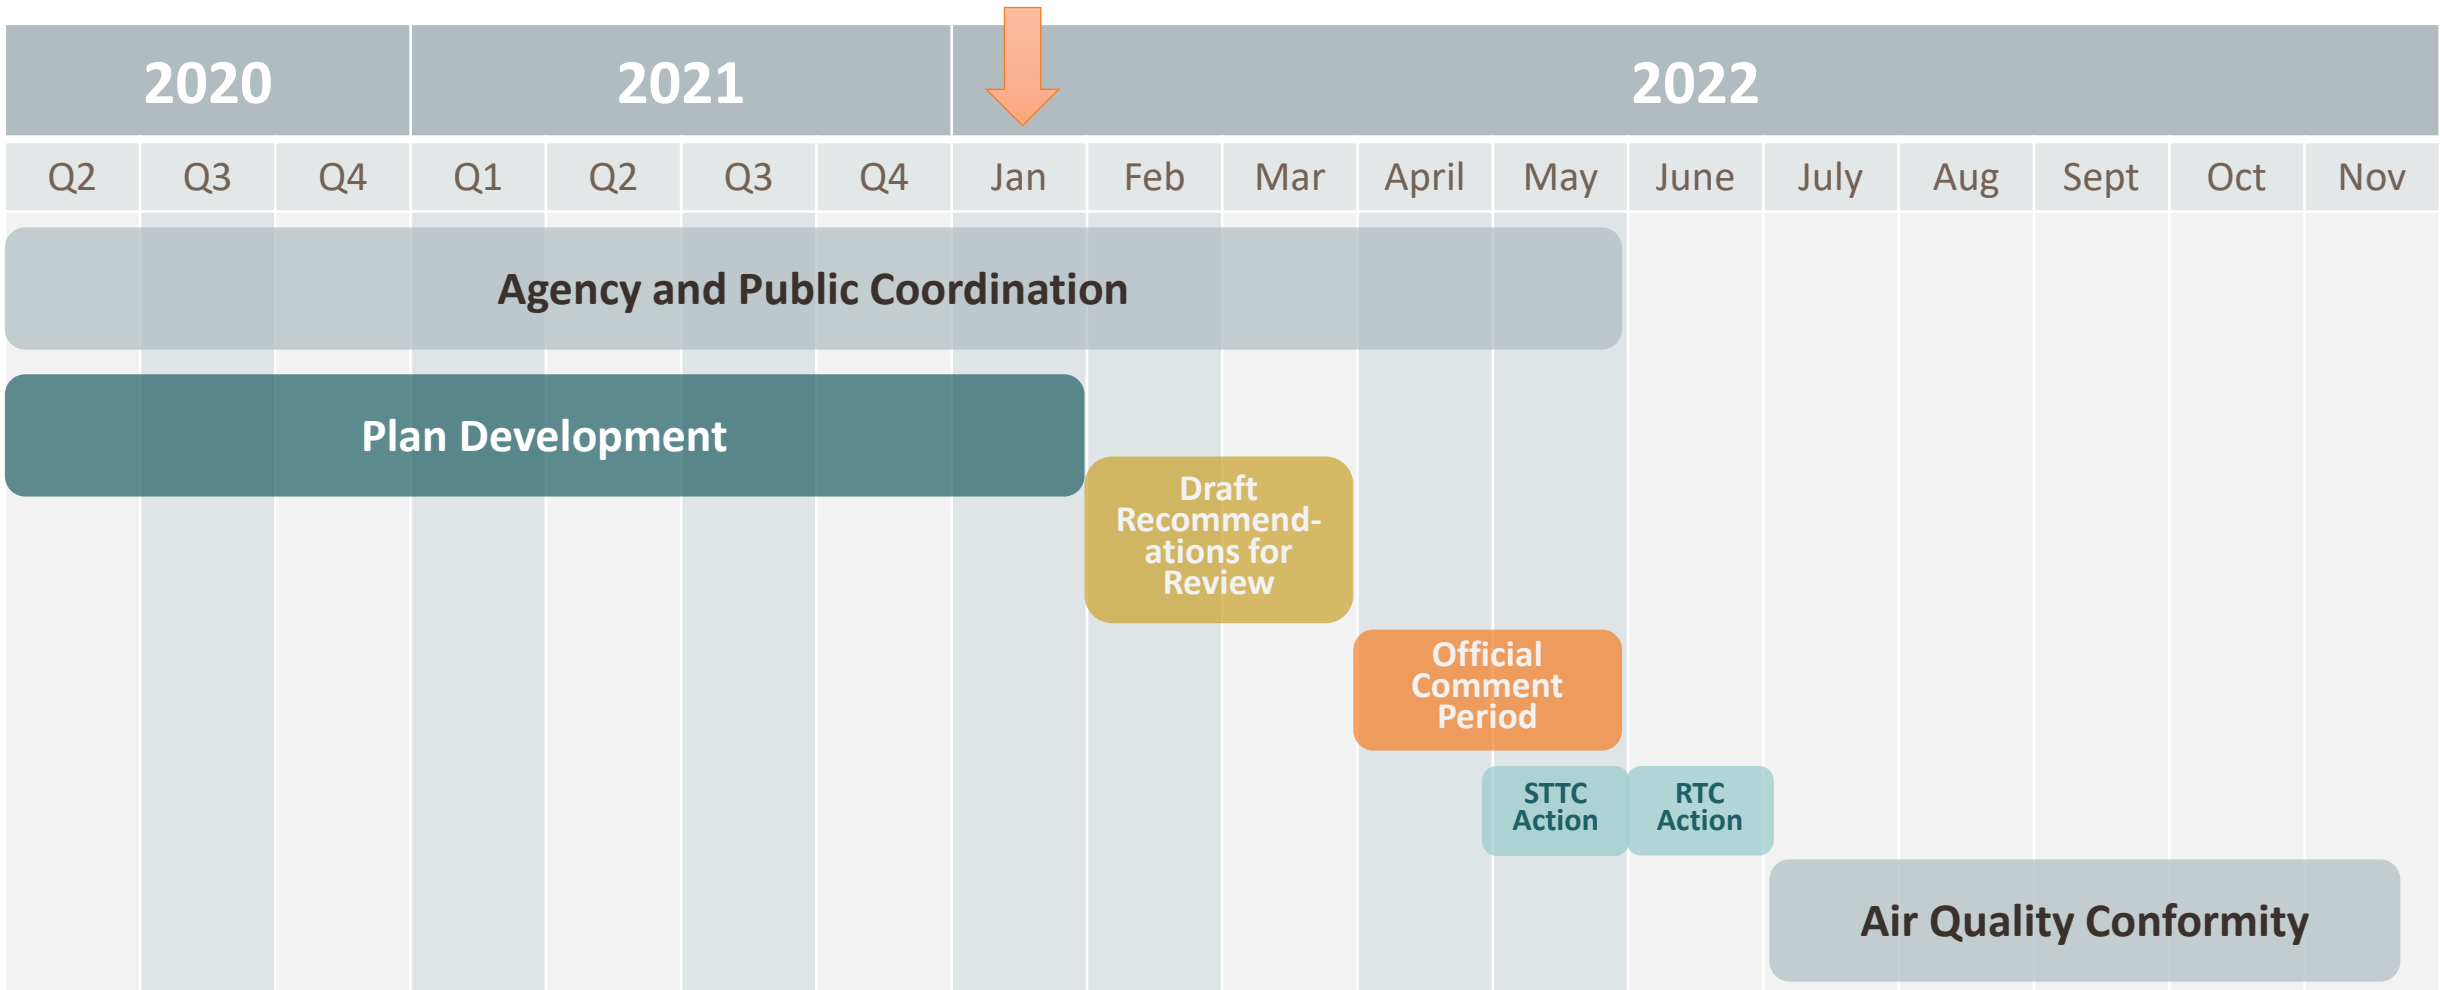 2020 2021 2022
Q2 Q3 Q4 Q1 Q2 Q3 Q4 Jan Feb Mar April May June July Aug Sept Oct Nov
Agency and Public Coordination
Plan Development
Draft
Recommend-
ations for
Review
Official
Comment
Period
STTC
Action
RTC
Action
Air Quality Conformity